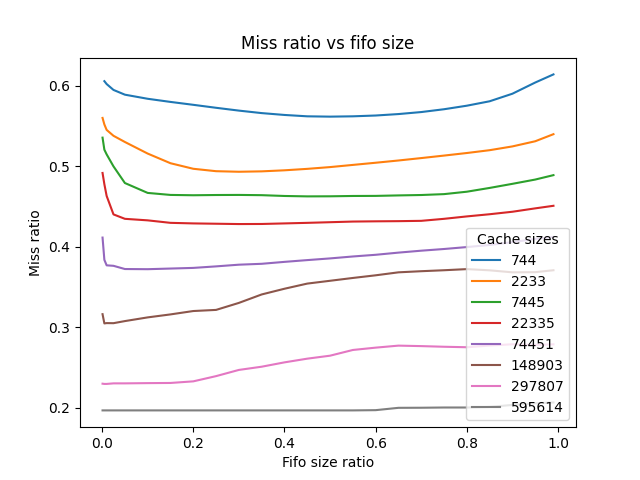 Miss ratio vs fifo size
0.6
0.5
0.4
0.3
0.2
Miss ratio
Cache sizes
744
2233
7445
22335
74451
148903
297807
595614
0.0 0.2 0.4 0.6 0.8 1.0
Fifo size ratio